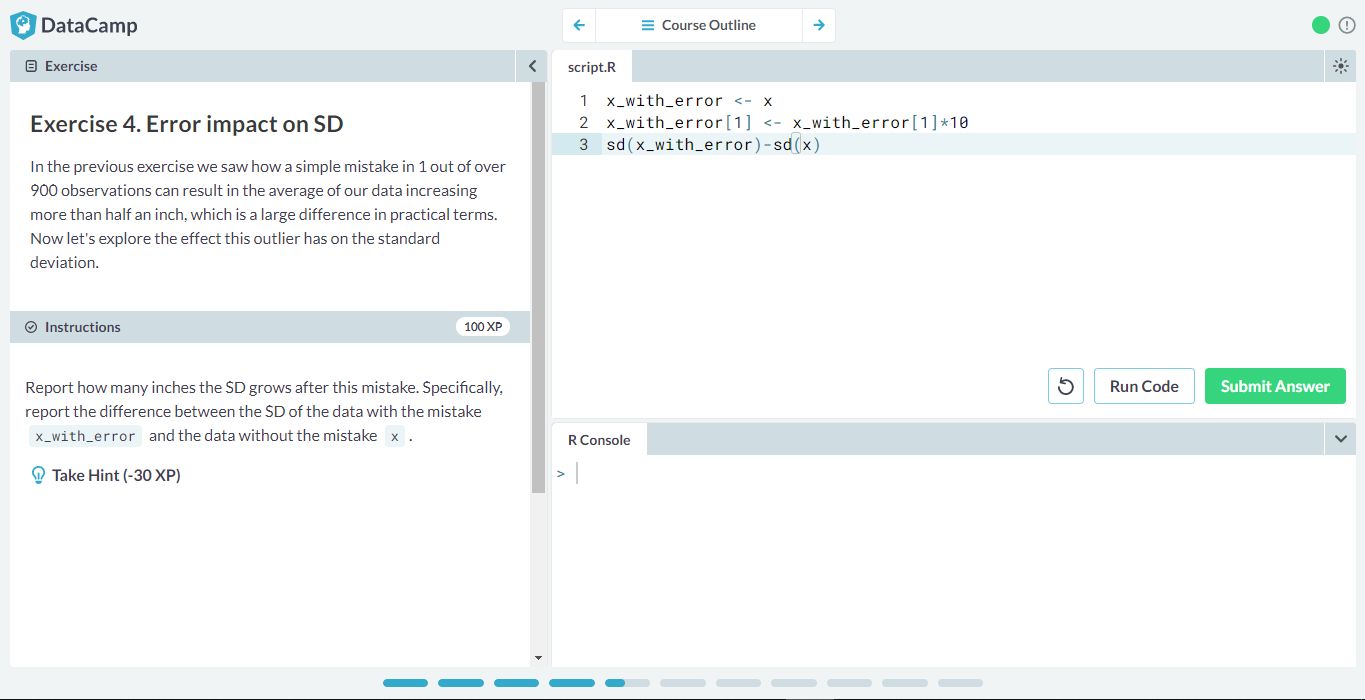 DataCamp
Course Outline
Exercise
Exercise 4. Error impact on SD
In the previous exercise we saw how a simple mistake in 1 out of over
900 observations can result in the average of our data increasing
more than half an inch, which is a large difference in practical terms.
Now let's explore the effect this outlier has on the standard
deviation.
Instructions
100 XP
Report how many inches the SD grows after this mistake. Specifically,
report the difference between the SD of the data with the mistake
x_with_error and the data without the mistake x .
Take Hint (-30 XP)
script.R
1 x_with_error <- x
2 x_with_error[1] <- x_with_error[1]*10
3 sd(x_with_error)-sd(x)
Run Code
Submit Answer
R Console
>